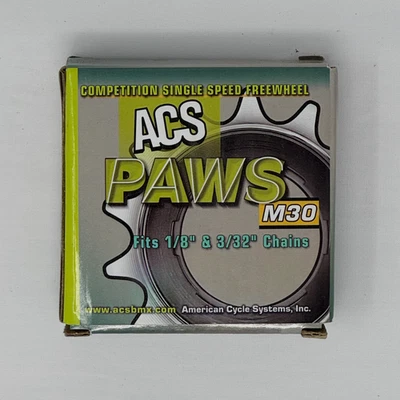 COMPETITION SINGLE SPEED FREEWHEEL
ACS
PAWS
M30
Fits 1/8" & 3/32" Chains
www.acsbmx.com American Cycle Systems, Inc.